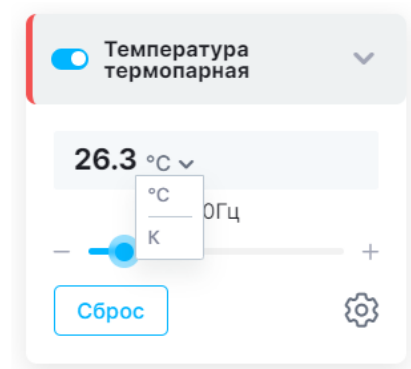 Температура
термопарная
26.3 °C
°C
0Гц
K
− +
Сброс